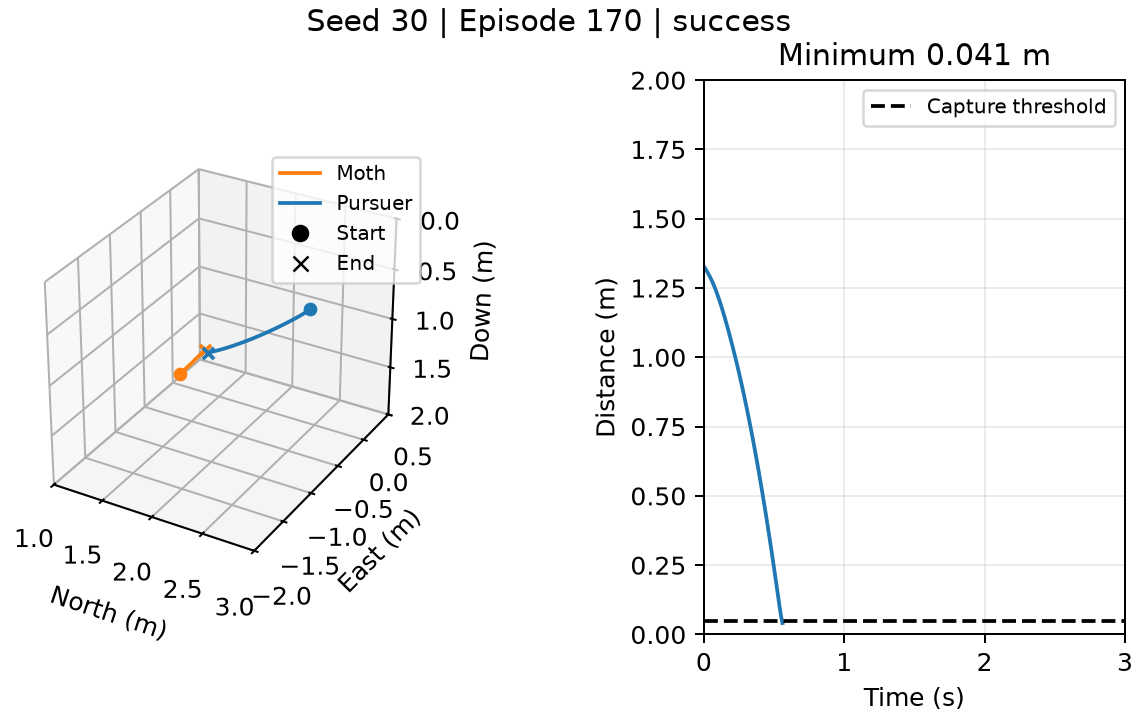 Seed 30 | Episode 170 | success
Moth
Pursuer
Start
End
0.0
0.5
1.0
1.5
2.0
Down (m)
0.5
0.0
−0.5
−1.0
−1.5
−2.0
East (m)
1.0
1.5
2.0
2.5
3.0
North (m)
Minimum 0.041 m
Capture threshold
2.00
1.75
1.50
1.25
1.00
0.75
0.50
0.25
0.00
Distance (m)
0
1
2
3
Time (s)